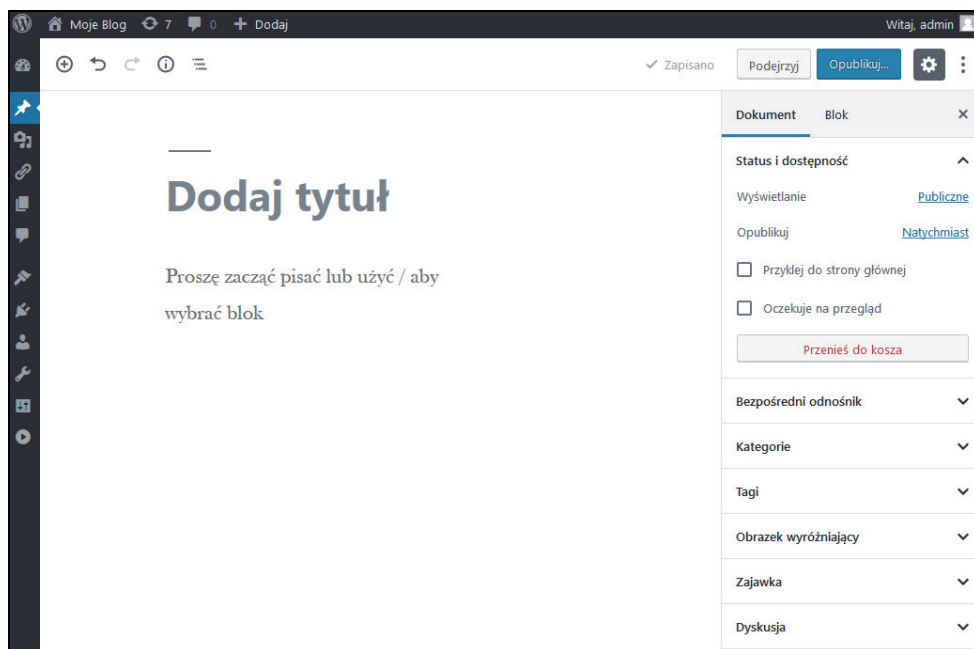 Moje Blog 7 0 + Dodaj Witaj, admin
Zapisano Podejrzyj Opublikuj...
Dokument Blok
Status i dostępność
Wyświetlanie Publiczne
Opublikuj Natychmiast
Przyklej do strony głównej
Oczekuje na przegląd
Przenieś do kosza
Bezpośredni odnośnik
Kategorie
Tagi
Obrazek wyróżniający
Zajawka
Dyskusja
Dodaj tytuł
Proszę zacząć pisać lub użyć / aby
wybrać blok